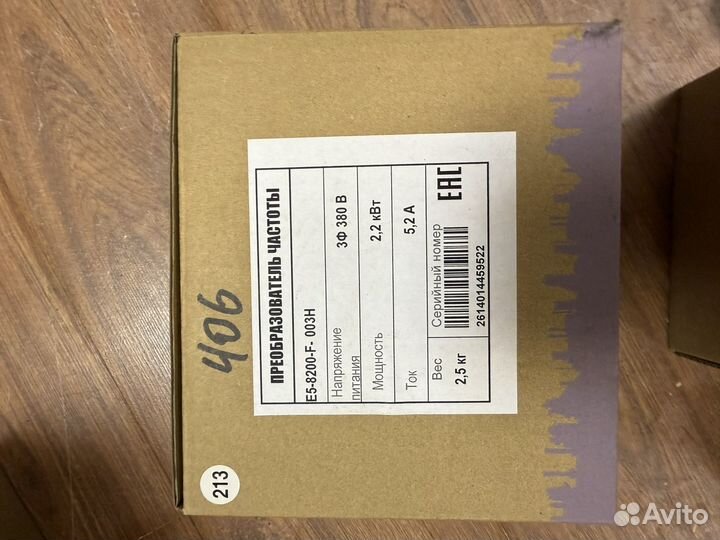 406
ПРЕОБРАЗОВАТЕЛЬ ЧАСТОТЫ
E5-8200-F- 003H
Напряжение питания 3Ф 380 В
Мощность 2,2 кВт
Ток 5,2 А
Вес Серийный номер
2,5 кг 2614014459522
EAC
213
Avito